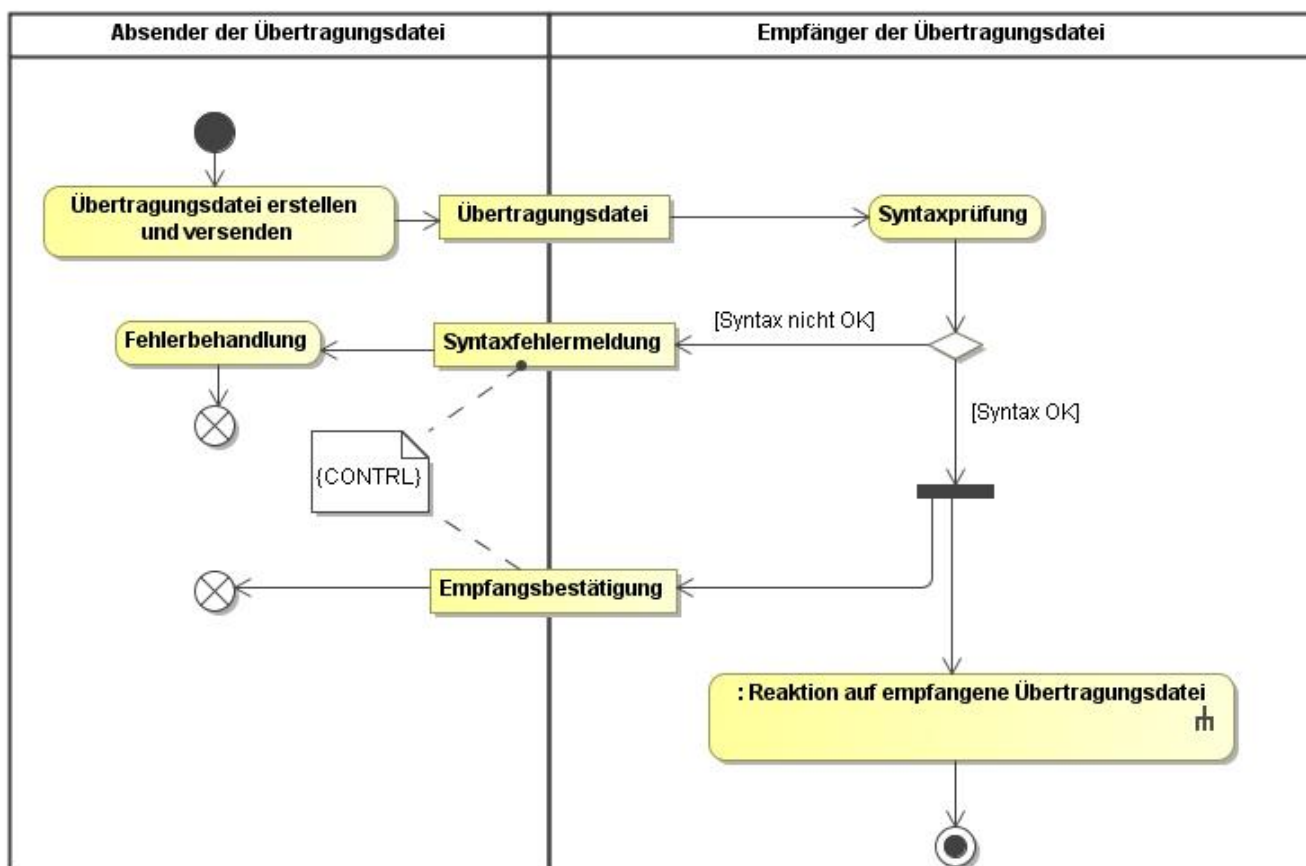 Absender der Übertragungsdatei
Empfänger der Übertragungsdatei
Übertragungsdatei erstellen
und versenden
Übertragungsdatei
Syntaxprüfung
[Syntax nicht OK]
Syntaxfehlermeldung
Fehlerbehandlung
[Syntax OK]
{CONTRL}
Empfangsbestätigung
: Reaktion auf empfangene Übertragungsdatei